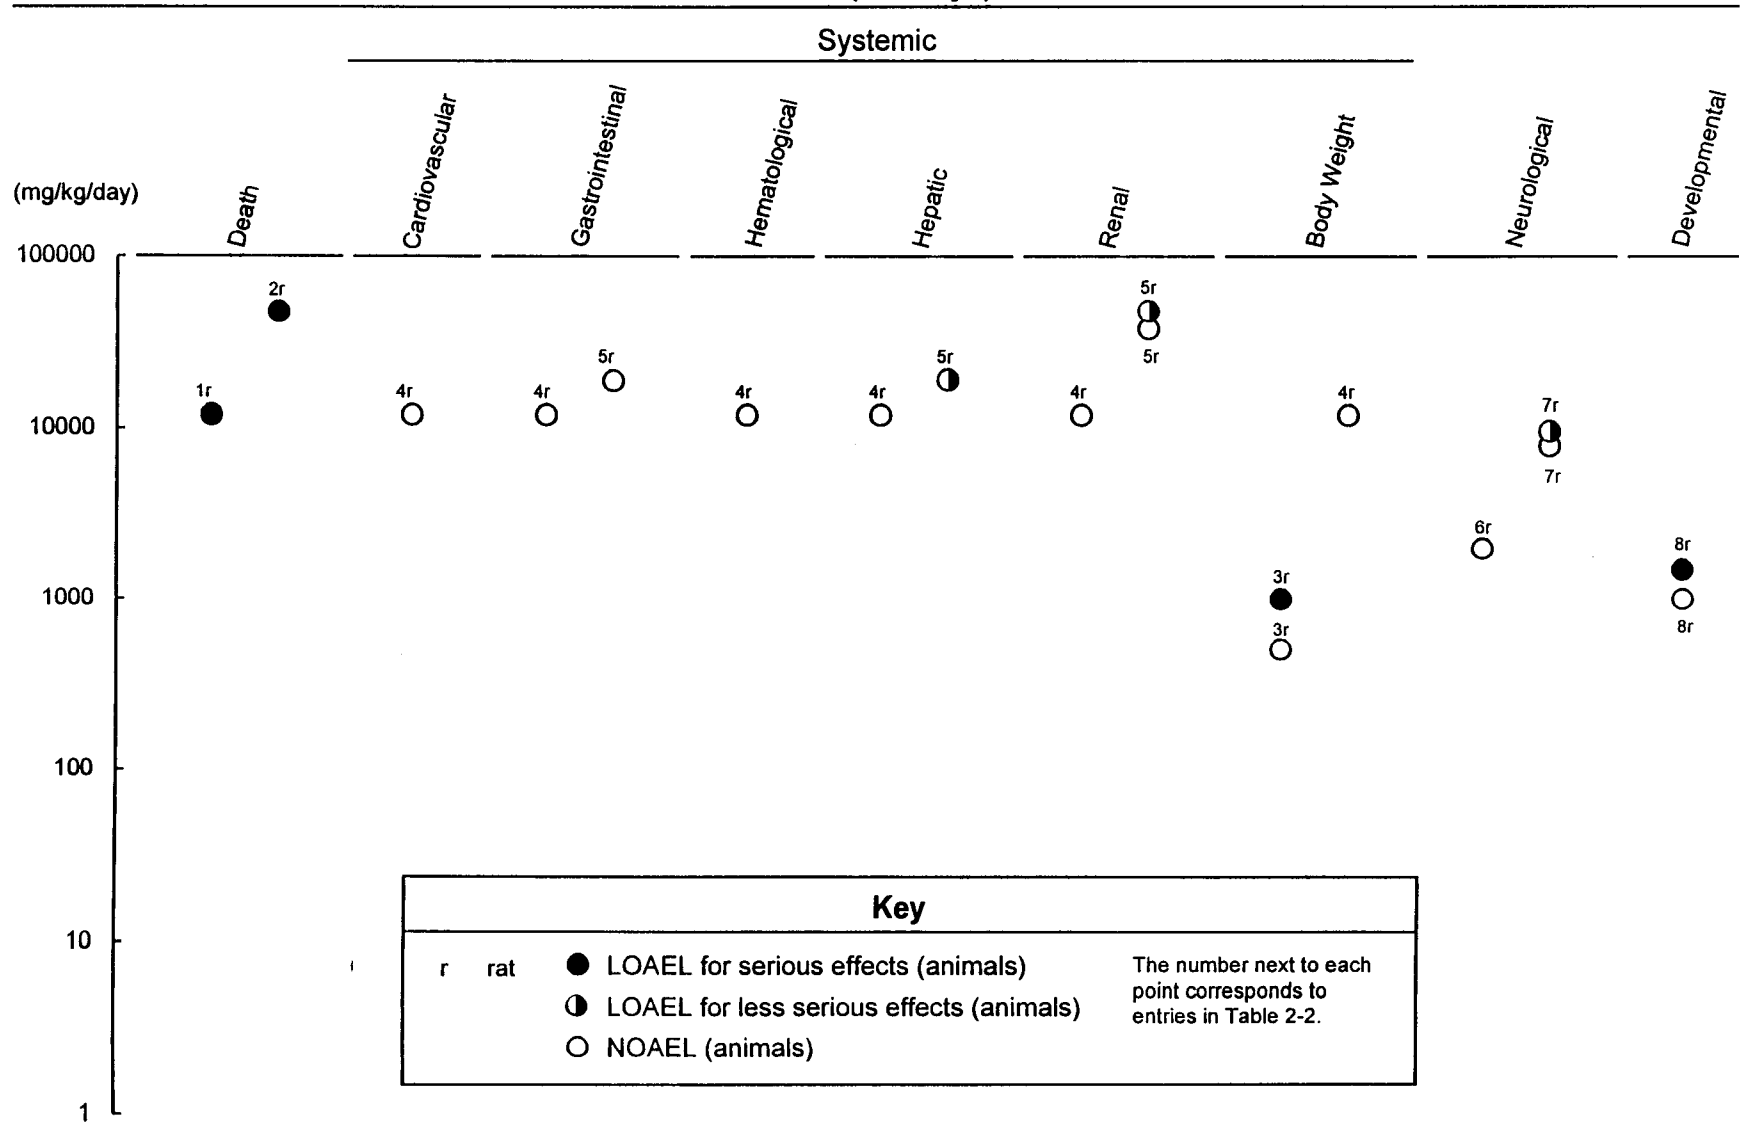 Systemic
(mg/kg/day)
Death
Cardiovascular
Gastrointestinal
Hematological
Hepatic
Renal
Body Weight
Neurological
Developmental
100000
2r
5r
5r
5r
5r
1r
4r
4r
4r
4r
4r
4r
7r
10000
7r
6r
8r
3r
1000
8r
3r
100
Key
10
r rat
LOAEL for serious effects (animals)
LOAEL for less serious effects (animals)
NOAEL (animals)
The number next to each
point corresponds to
entries in Table 2-2.
1